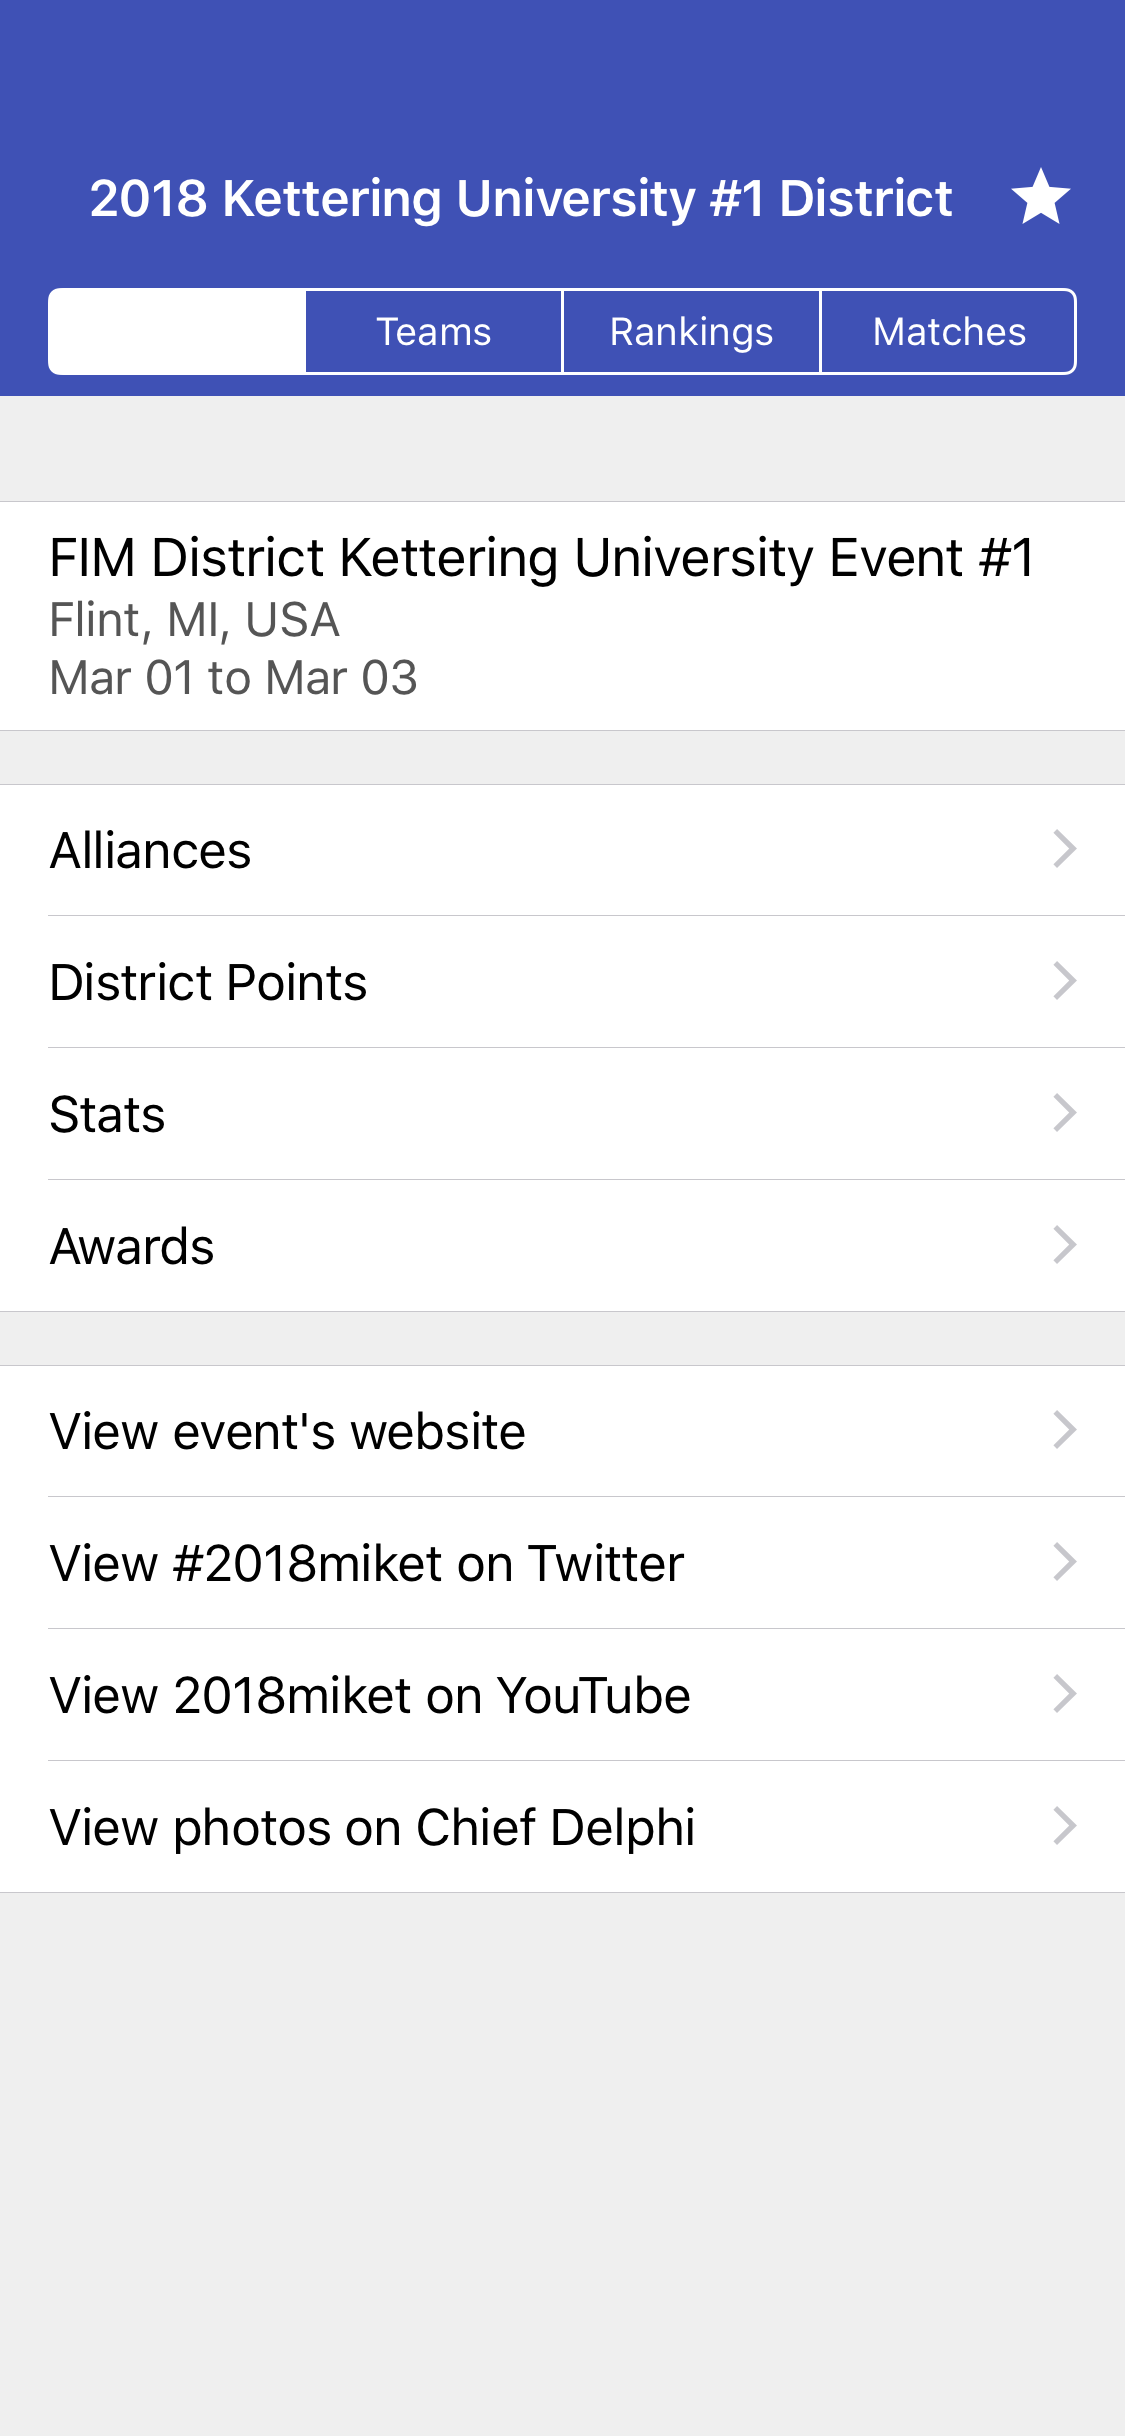 2018 Kettering University #1 District
Teams
Rankings
Matches
FIM District Kettering University Event #1
Flint, MI, USA
Mar 01 to Mar 03
Alliances
District Points
Stats
Awards
View event's website
View #2018miket on Twitter
View 2018miket on YouTube
View photos on Chief Delphi